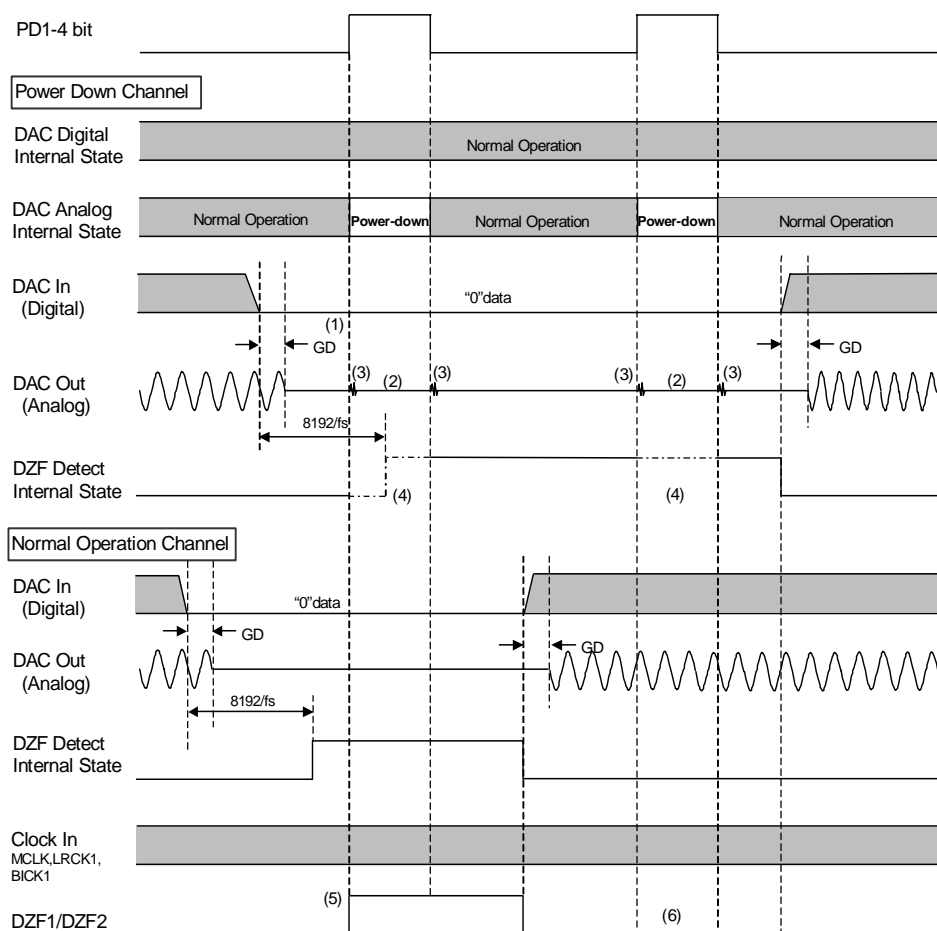 PD1-4 bit
Power Down Channel
DAC Digital
Internal State
Normal Operation
DAC Analog
Internal State
Normal Operation
Power-down
Normal Operation
Power-down
Normal Operation
DAC In
(Digital)
“0”data
(1)
GD
GD
DAC Out
(Analog)
(3)
(2)
(3)
(3)
(2)
(3)
8192/fs
DZF Detect
Internal State
(4)
(4)
Normal Operation Channel
DAC In
(Digital)
“0”data
GD
GD
DAC Out
(Analog)
8192/fs
DZF Detect
Internal State
Clock In
MCLK,LRCK1,
BICK1
(5)
(6)
DZF1/DZF2